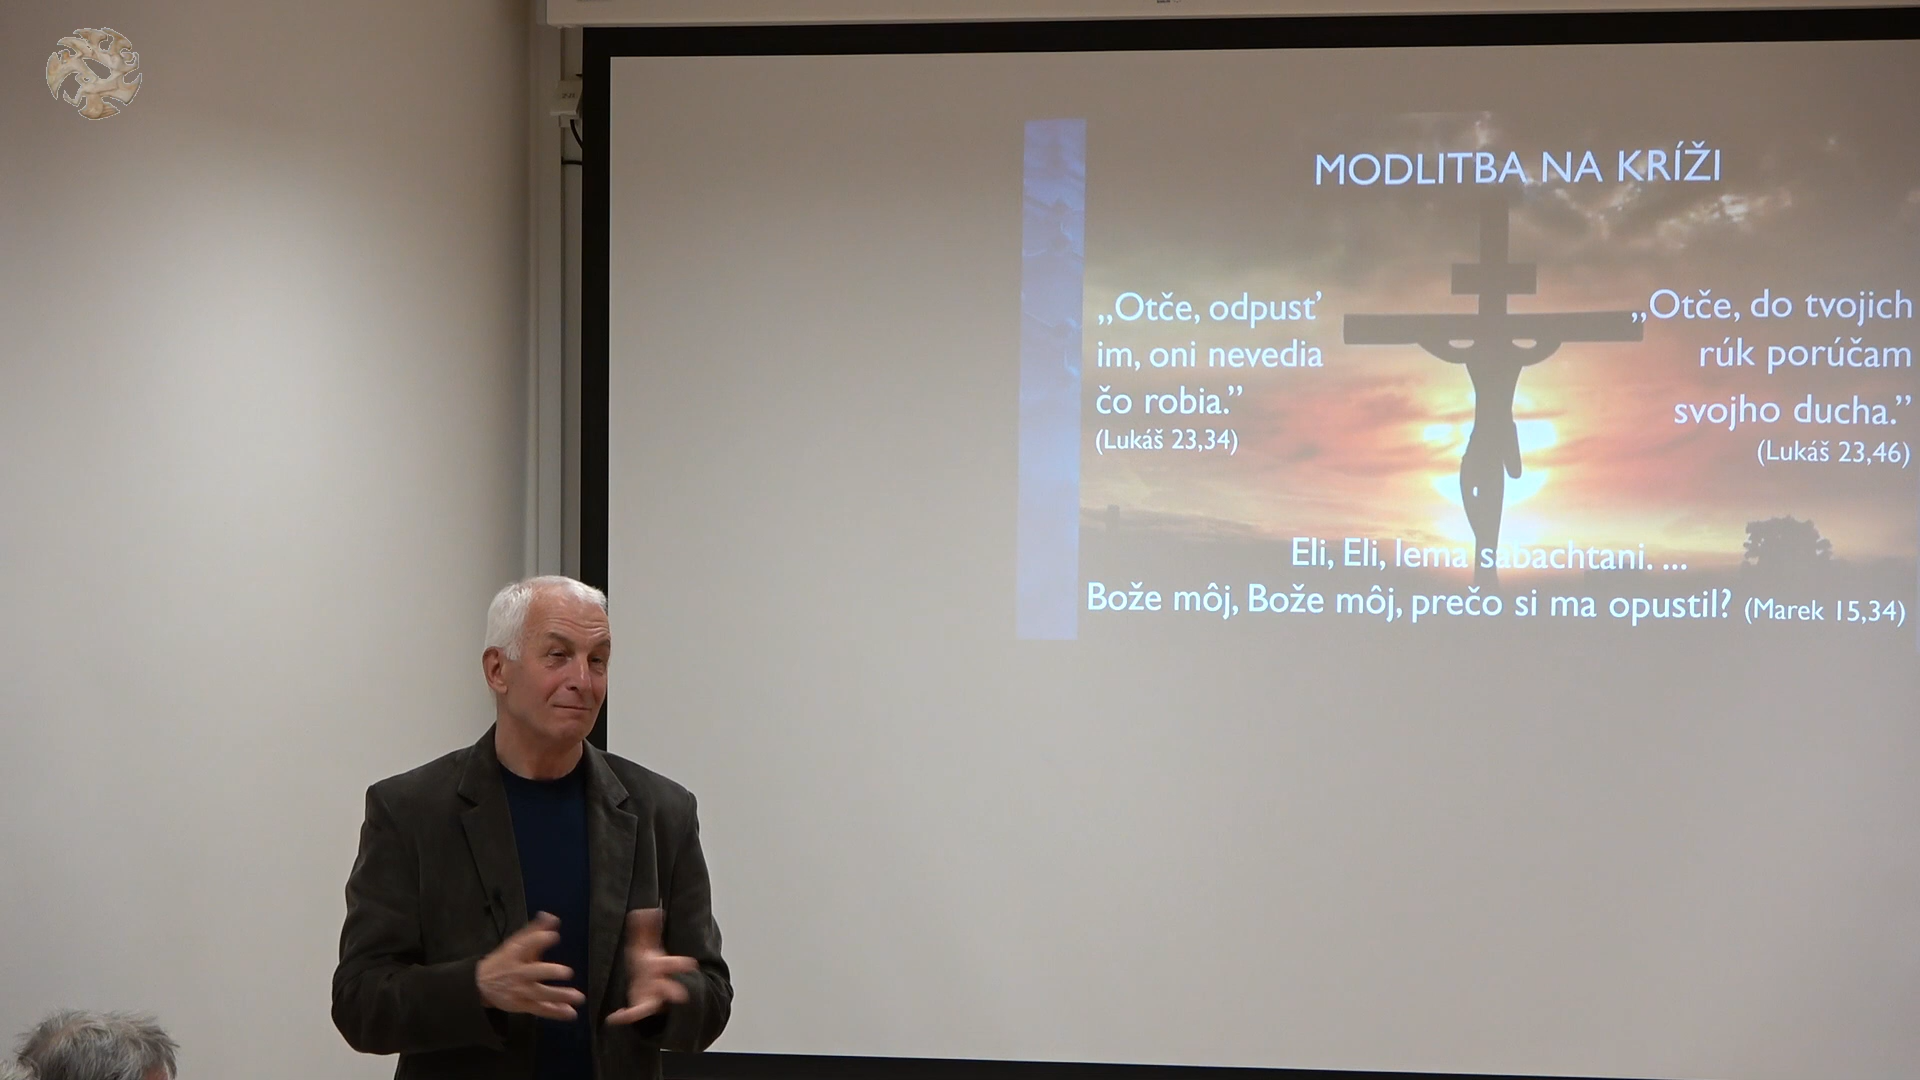 MODLITBA NA KRÍŽI
„Otče, odpusť
im, oni nevedia
čo robia.”
(Lukáš 23,34)
„Otče, do tvojich
rúk porúčam
svojho ducha.”
(Lukáš 23,46)
Eli, Eli, lema sabachtani. ...
Bože môj, Bože môj, prečo si ma opustil? (Marek 15,34)